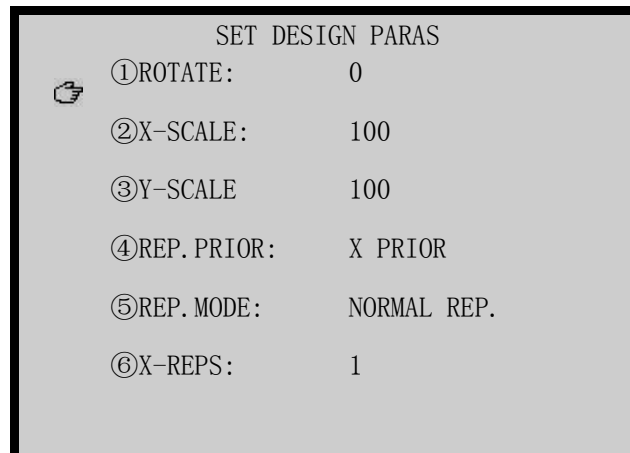 SET DESIGN PARAS
①ROTATE: 0
②X-SCALE: 100
③Y-SCALE 100
④REP.PRIOR: X PRIOR
⑤REP.MODE: NORMAL REP.
⑥X-REPS: 1